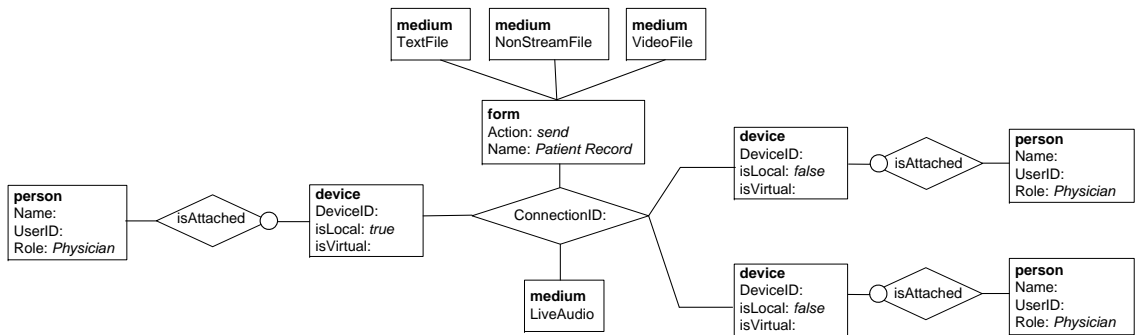 medium
TextFile
medium
NonStreamFile
medium
VideoFile
form
Action: send
Name: Patient Record
person
Name:
UserID:
Role: Physician
isAttached
device
DeviceID:
isLocal: true
isVirtual:
ConnectionID:
medium
LiveAudio
device
DeviceID:
isLocal: false
isVirtual:
isAttached
person
Name:
UserID:
Role: Physician
device
DeviceID:
isLocal: false
isVirtual:
isAttached
person
Name:
UserID:
Role: Physician